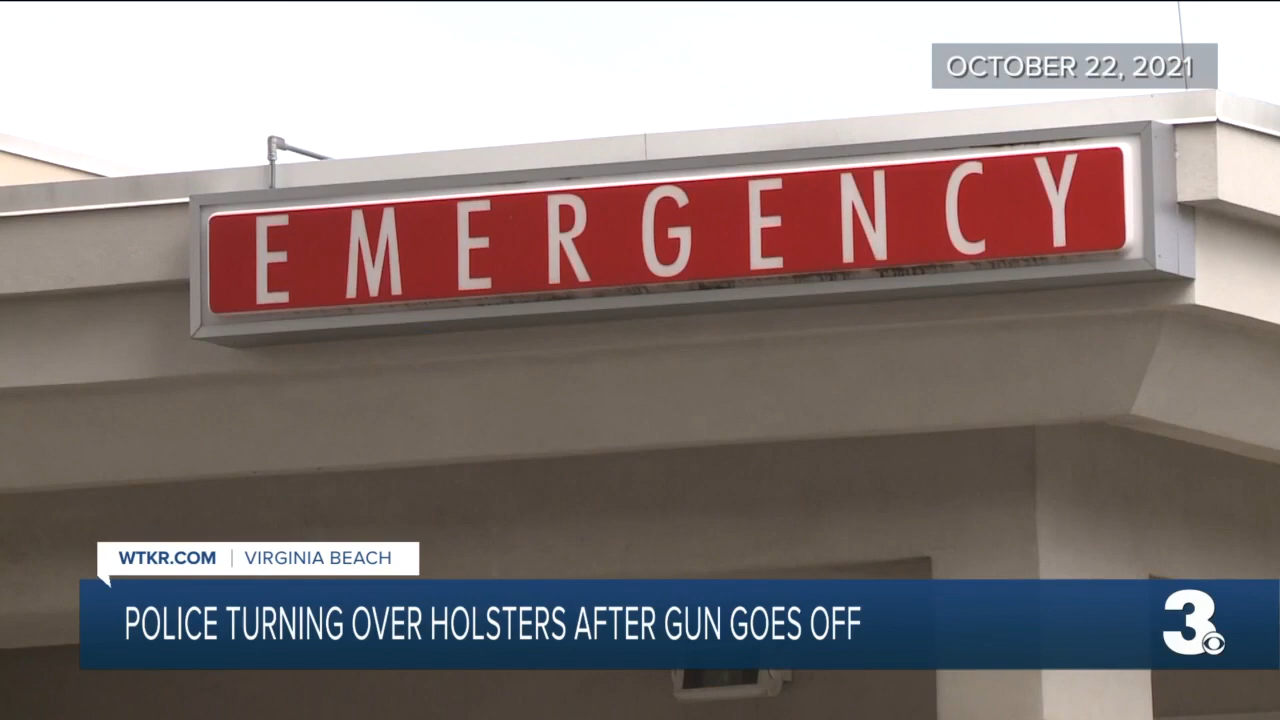 OCTOBER 22, 2021
EMERGENCY
WTKR.COM | VIRGINIA BEACH
POLICE TURNING OVER HOLSTERS AFTER GUN GOES OFF
3